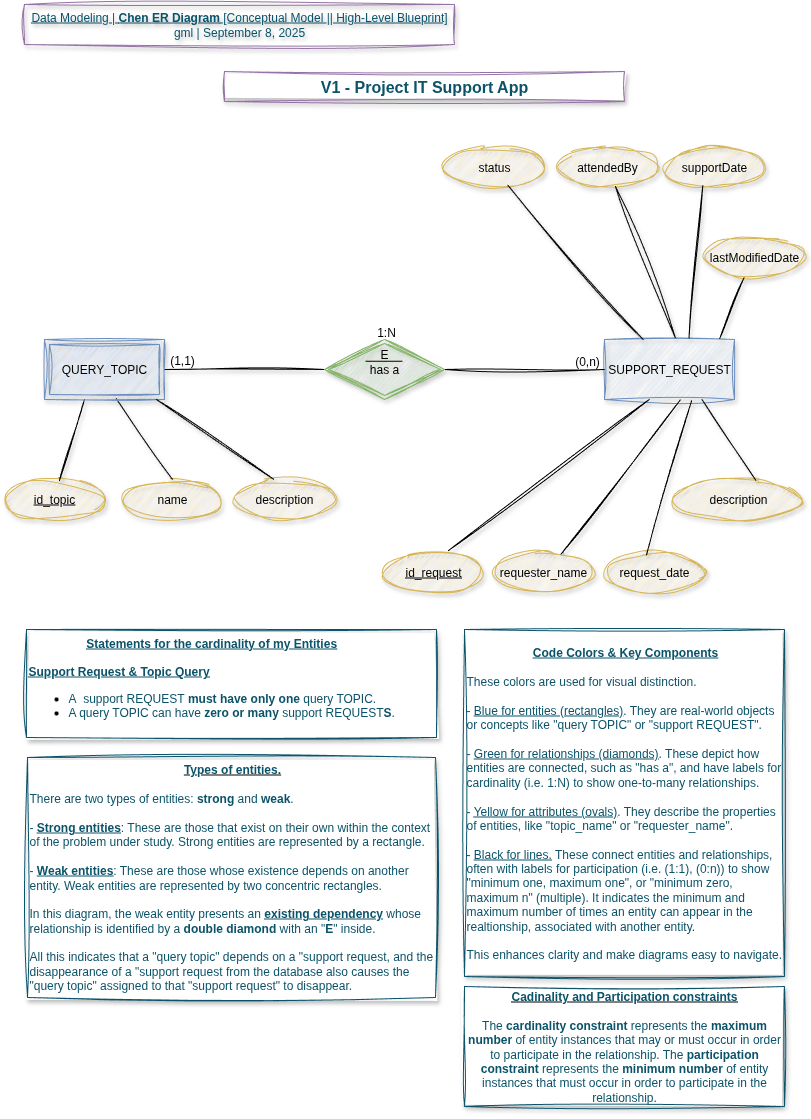 Data Modeling | Chen ER Diagram [Conceptual Model || High-Level Blueprint]
gml | September 8, 2025
V1 - Project IT Support App
status
attendedBy
supportDate
lastModifiedDate
1:N
QUERY_TOPIC
(1,1)
E
has a
(0,n)
SUPPORT_REQUEST
id_topic
name
description
description
id_request
requester_name
request_date
Statements for the cardinality of my Entities
Support Request & Topic Query
• A support REQUEST must have only one query TOPIC.
• A query TOPIC can have zero or many support REQUESTS.
Types of entities.
There are two types of entities: strong and weak.
- Strong entities: These are those that exist on their own within the context
of the problem under study. Strong entities are represented by a rectangle.
- Weak entities: These are those whose existence depends on another
entity. Weak entities are represented by two concentric rectangles.
In this diagram, the weak entity presents an existing dependency whose
relationship is identified by a double diamond with an "E" inside.
All this indicates that a "query topic" depends on a "support request, and the
disappearance of a "support request from the database also causes the
"query topic" assigned to that "support request" to disappear.
Code Colors & Key Components
These colors are used for visual distinction.
- Blue for entities (rectangles). They are real-world objects
or concepts like "query TOPIC" or "support REQUEST".
- Green for relationships (diamonds). These depict how
entities are connected, such as "has a", and have labels for
cardinality (i.e. 1:N) to show one-to-many relationships.
- Yellow for attributes (ovals). They describe the properties
of entities, like "topic_name" or "requester_name".
- Black for lines. These connect entities and relationships,
often with labels for participation (i.e. (1:1), (0:n)) to show
"minimum one, maximum one", or "minimum zero,
maximum n" (multiple). It indicates the minimum and
maximum number of times an entity can appear in the
realtionship, associated with another entity.
This enhances clarity and make diagrams easy to navigate.
Cadinality and Participation constraints
The cardinality constraint represents the maximum
number of entity instances that may or must occur in order
to participate in the relationship. The participation
constraint represents the minimum number of entity
instances that must occur in order to participate in the
relationship.